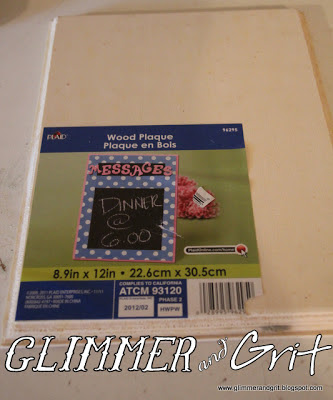 PLAID
96290
Wood Plaque
Plaque en Bois
MESSAGES
DINNER
@
6:00
8.9in x 12in • 22.6cm x 30.5cm
COMPLIES TO CALIFORNIA
ATCM 93120
PHASE 2
2012/02
HWPW
GLIMMER and Grit
www.glimmerandgrit.blogspot.com